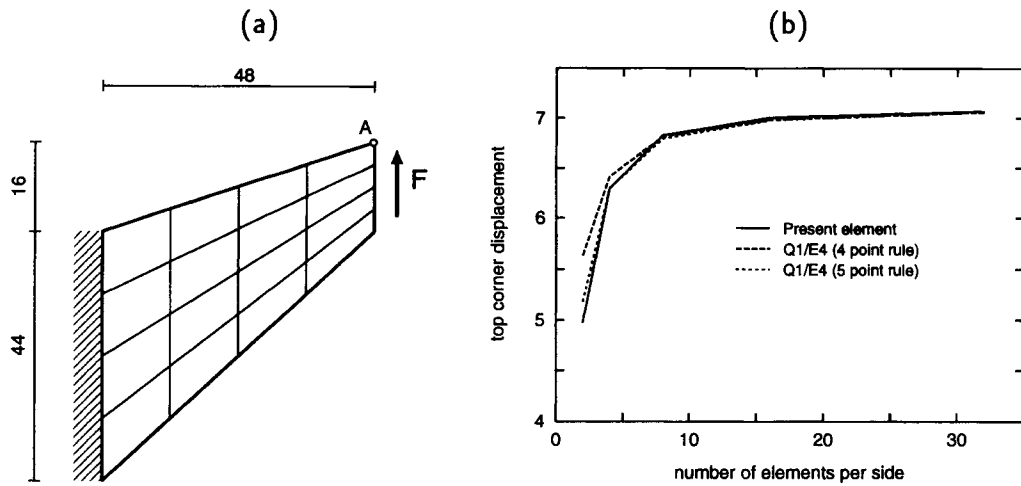 (a)
48
A
F
16
44
(b)
7
6
5
4
0
10
20
30
top corner displacement
number of elements per side
Present element
Q1/E4 (4 point rule)
Q1/E4 (5 point rule)